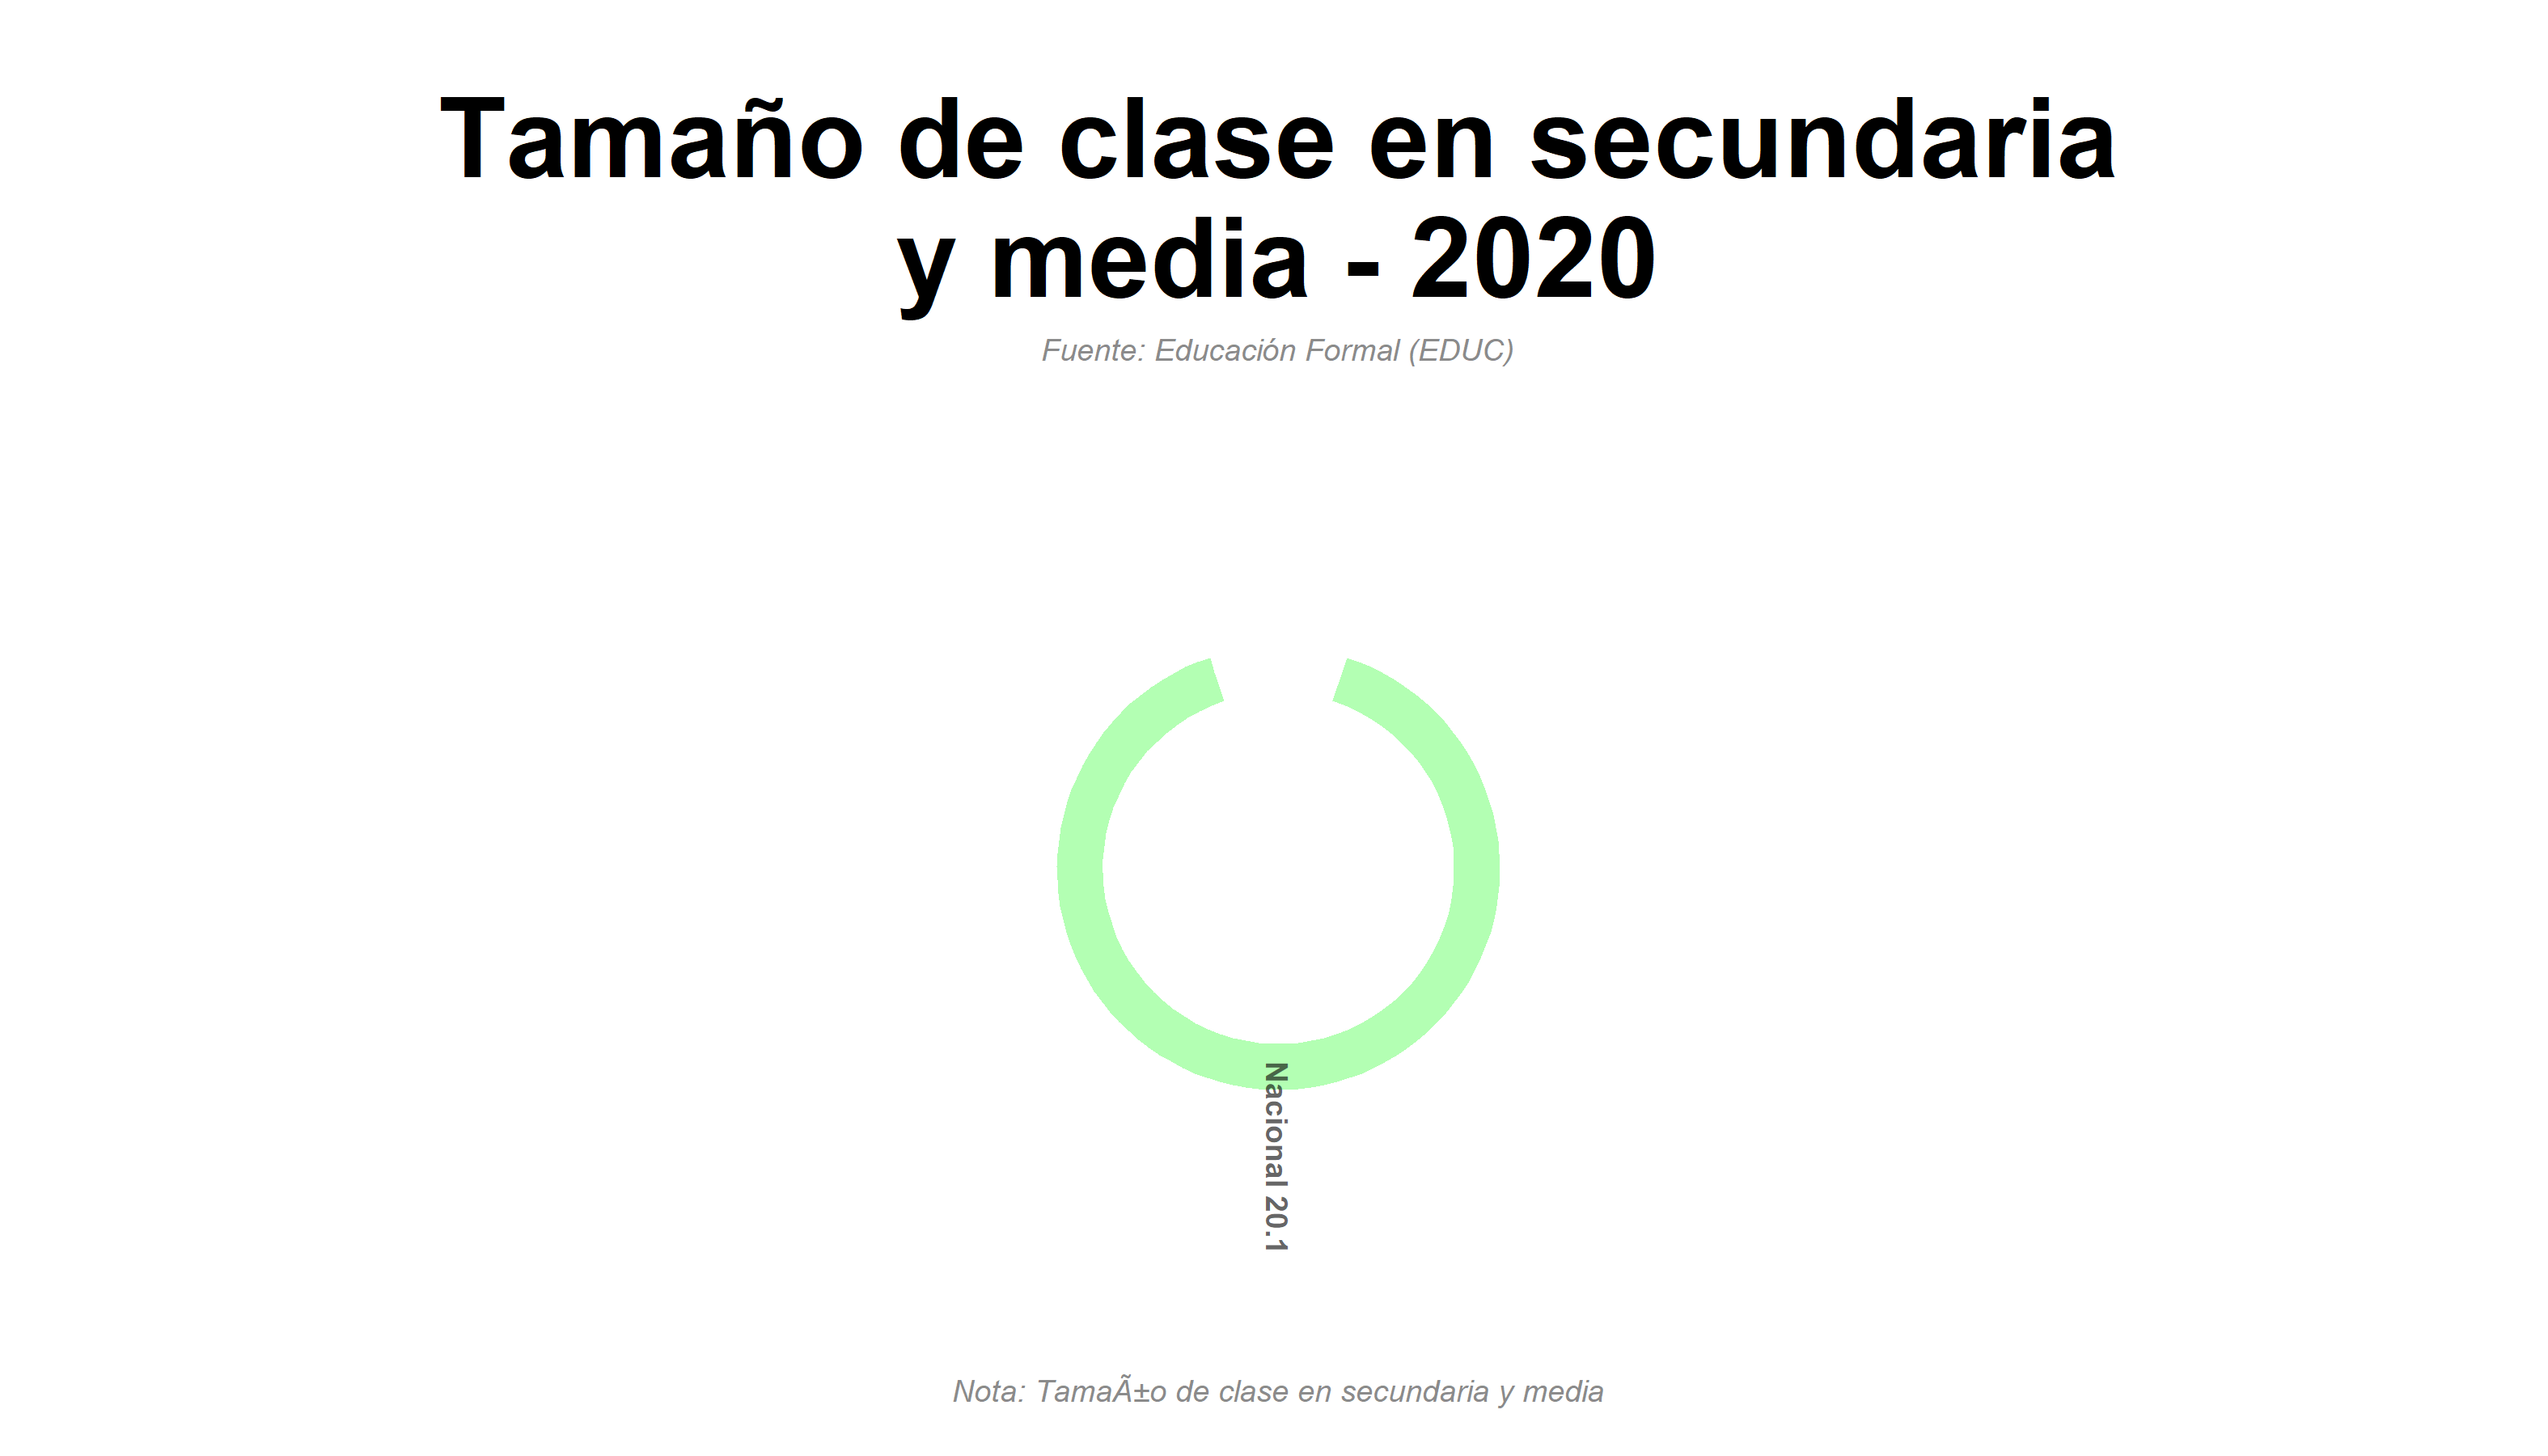 Tamaño de clase en secundaria
y media - 2020
Fuente: Educación Formal (EDUC)
Nacional 20.1
Nota: TamaÃ±o de clase en secundaria y media